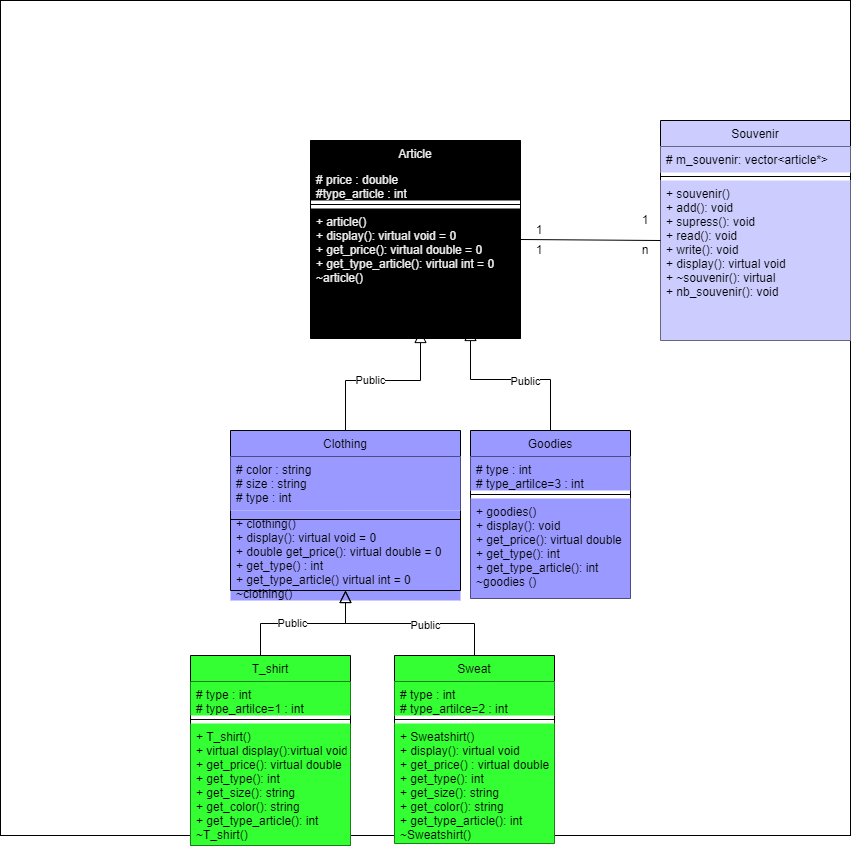 Souvenir
# m_souvenir: vector<article*>
+ souvenir()
+ add(): void
+ supress(): void
+ read(): void
+ write(): void
+ display(): virtual void
+ ~souvenir(): virtual
+ nb_souvenir(): void
Article
# price : double
#type_article : int
+ article()
+ display(): virtual void = 0
+ get_price(): virtual double = 0
+ get_type_article(): virtual int = 0
~article()
1
1
1
n
Public
Public
Clothing
# color : string
# size : string
# type : int
+ clothing()
+ display(): virtual void = 0
+ double get_price(): virtual double = 0
+ get_type() : int
+ get_type_article() virtual int = 0
~clothing()
Goodies
# type : int
# type_artilce=3 : int
+ goodies()
+ display(): void
+ get_price(): virtual double
+ get_type(): int
+ get_type_article(): int
~goodies ()
Public
Public
T_shirt
# type : int
# type_artilce=1 : int
+ T_shirt()
+ virtual display():virtual void
+ get_price(): virtual double
+ get_type(): int
+ get_size(): string
+ get_color(): string
+ get_type_article(): int
~T_shirt()
Sweat
# type : int
# type_artilce=2 : int
+ Sweatshirt()
+ display(): virtual void
+ get_price() : virtual double
+ get_type(): int
+ get_size(): string
+ get_color(): string
+ get_type_article(): int
~Sweatshirt()